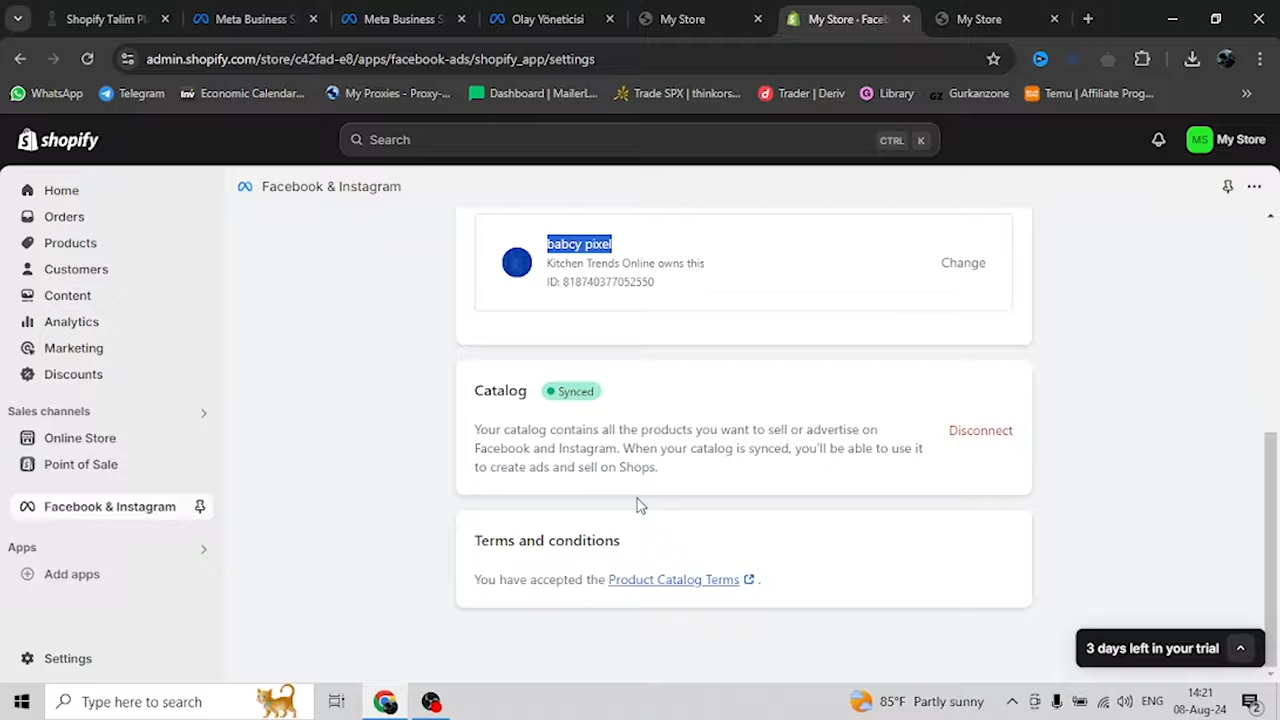 Shopify Talim Pl
Meta Business S
Meta Business S
Olay Yöneticisi
My Store
My Store · Faceb
My Store
admin.shopify.com/store/c42fad-e8/apps/facebook-ads/shopify_app/settings
WhatsApp
Telegram
Economic Calendar...
My Proxies - Proxy-...
Dashboard | MailerL...
Trade SPX | thinkors...
Trader | Deriv
Library
GZ Gurkanzone
Temu | Affiliate Prog...
shopify
Search
CTRL K
MS My Store
Home
Orders
Products
Customers
Content
Analytics
Marketing
Discounts
Sales channels
Online Store
Point of Sale
Facebook & Instagram
Apps
Add apps
Settings
Facebook & Instagram
babcy pixel
Kitchen Trends Online owns this
ID: 818740377052550
Change
Catalog
Synced
Your catalog contains all the products you want to sell or advertise on
Facebook and Instagram. When your catalog is synced, you'll be able to use it
to create ads and sell on Shops.
Disconnect
Terms and conditions
You have accepted the Product Catalog Terms .
3 days left in your trial
Type here to search
85°F Partly sunny
ENG
14:21
08-Aug-24
2